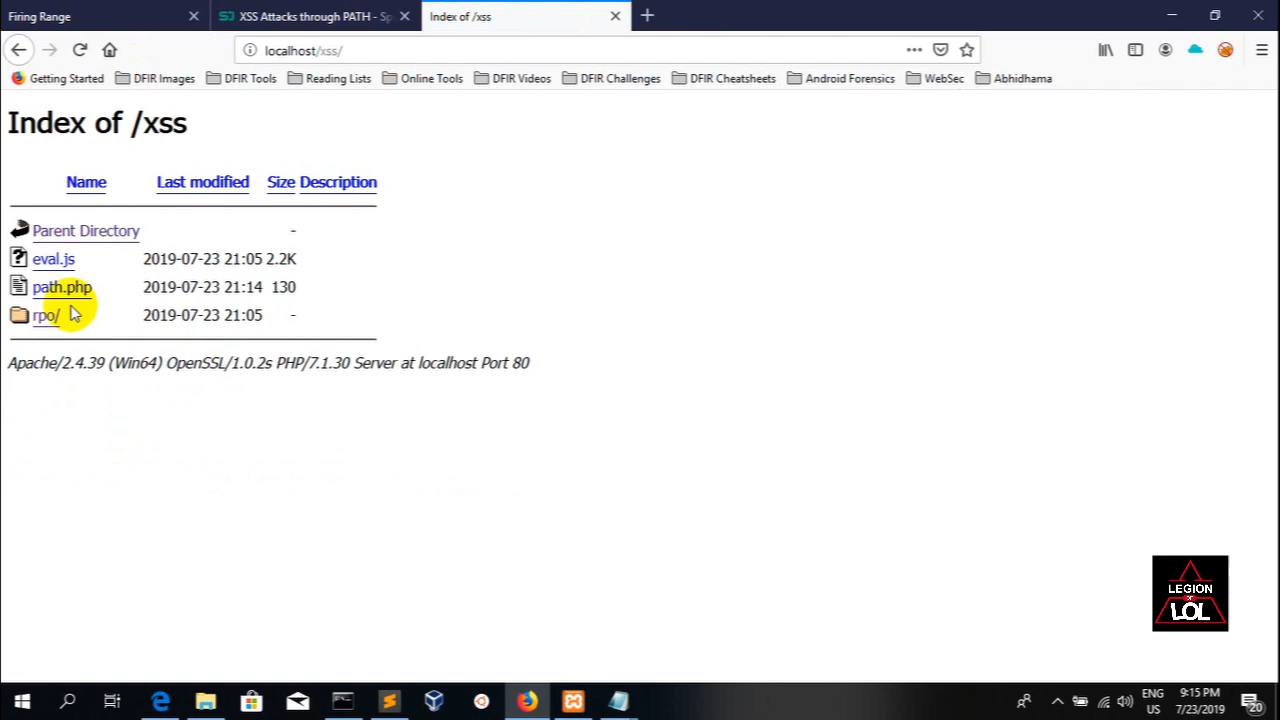 Firing Range
XSS Attacks through PATH - Sp
Index of /xss
localhost/xss/
Getting Started
DFIR Images
DFIR Tools
Reading Lists
Online Tools
DFIR Videos
DFIR Challenges
DFIR Cheatsheets
Android Forensics
WebSec
Abhidhama
Index of /xss
Name Last modified Size Description
Parent Directory -
eval.js 2019-07-23 21:05 2.2K
path.php 2019-07-23 21:14 130
rpo/ 2019-07-23 21:05 -
Apache/2.4.39 (Win64) OpenSSL/1.0.2s PHP/7.1.30 Server at localhost Port 80
LEGION
OF
LOL
ENG
US
9:15 PM
7/23/2019
20